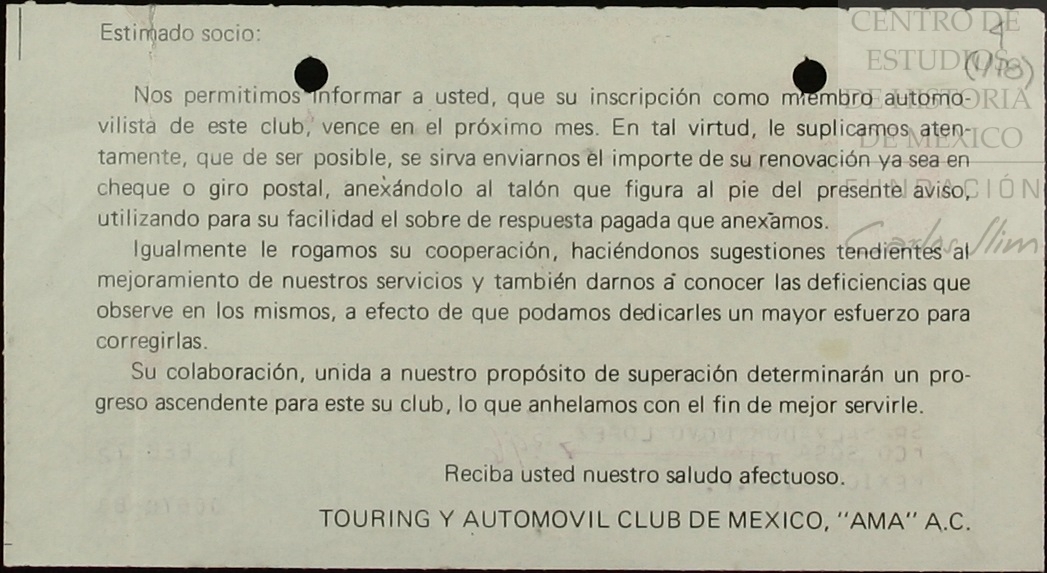 CENTRO DE
ESTUDIOS
DE HISTORIA
DE MÉXICO
FUNDACIÓN
Carlos Slim
4
Estimado socio:
Nos permitimos informar a usted, que su inscripción como miembro automo-
vilista de este club, vence en el próximo mes. En tal virtud, le suplicamos aten-
tamente, que de ser posible, se sirva enviarnos el importe de su renovación ya sea en
cheque o giro postal, anexándolo al talón que figura al pie del presente aviso,
utilizando para su facilidad el sobre de respuesta pagada que anexamos.
Igualmente le rogamos su cooperación, haciéndonos sugestiones tendientes al
mejoramiento de nuestros servicios y también darnos a conocer las deficiencias que
observe en los mismos, a efecto de que podamos dedicarles un mayor esfuerzo para
corregirlas.
Su colaboración, unida a nuestro propósito de superación determinarán un pro-
greso ascendente para este su club, lo que anhelamos con el fin de mejor servirle.
Reciba usted nuestro saludo afectuoso.
TOURING Y AUTOMOVIL CLUB DE MEXICO, "AMA" A.C.